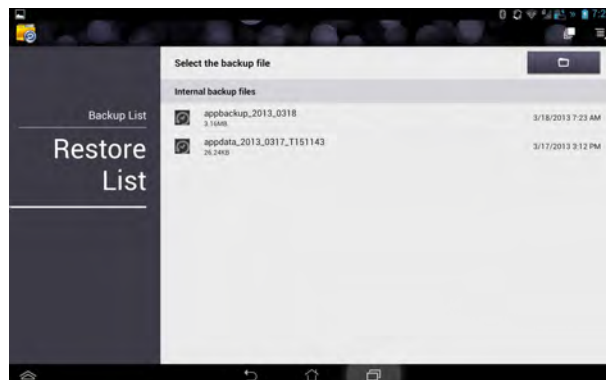 Select the backup file
Internal backup files
Backup List
Restore
List
appbackup_2013_0318
3.16MB
3/18/2013 7:23 AM
appdata_2013_0317_T151143
26.24KB
3/17/2013 3:12 PM